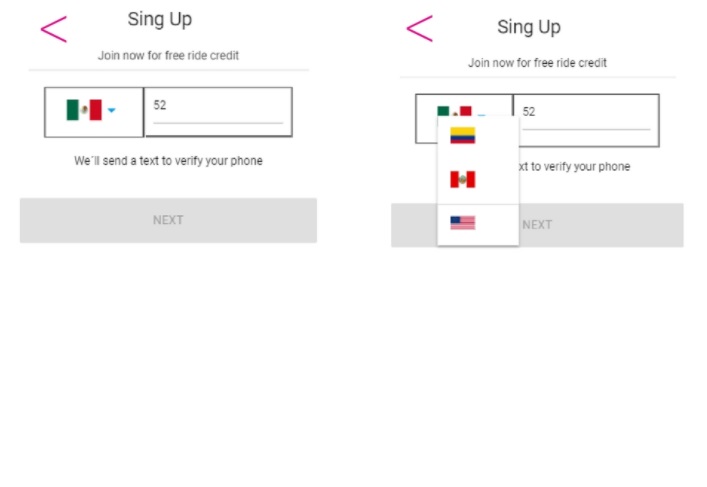 Sing Up
Join now for free ride credit
52
We´ll send a text to verify your phone
NEXT
Sing Up
Join now for free ride credit
52
xt to verify your phone
NEXT